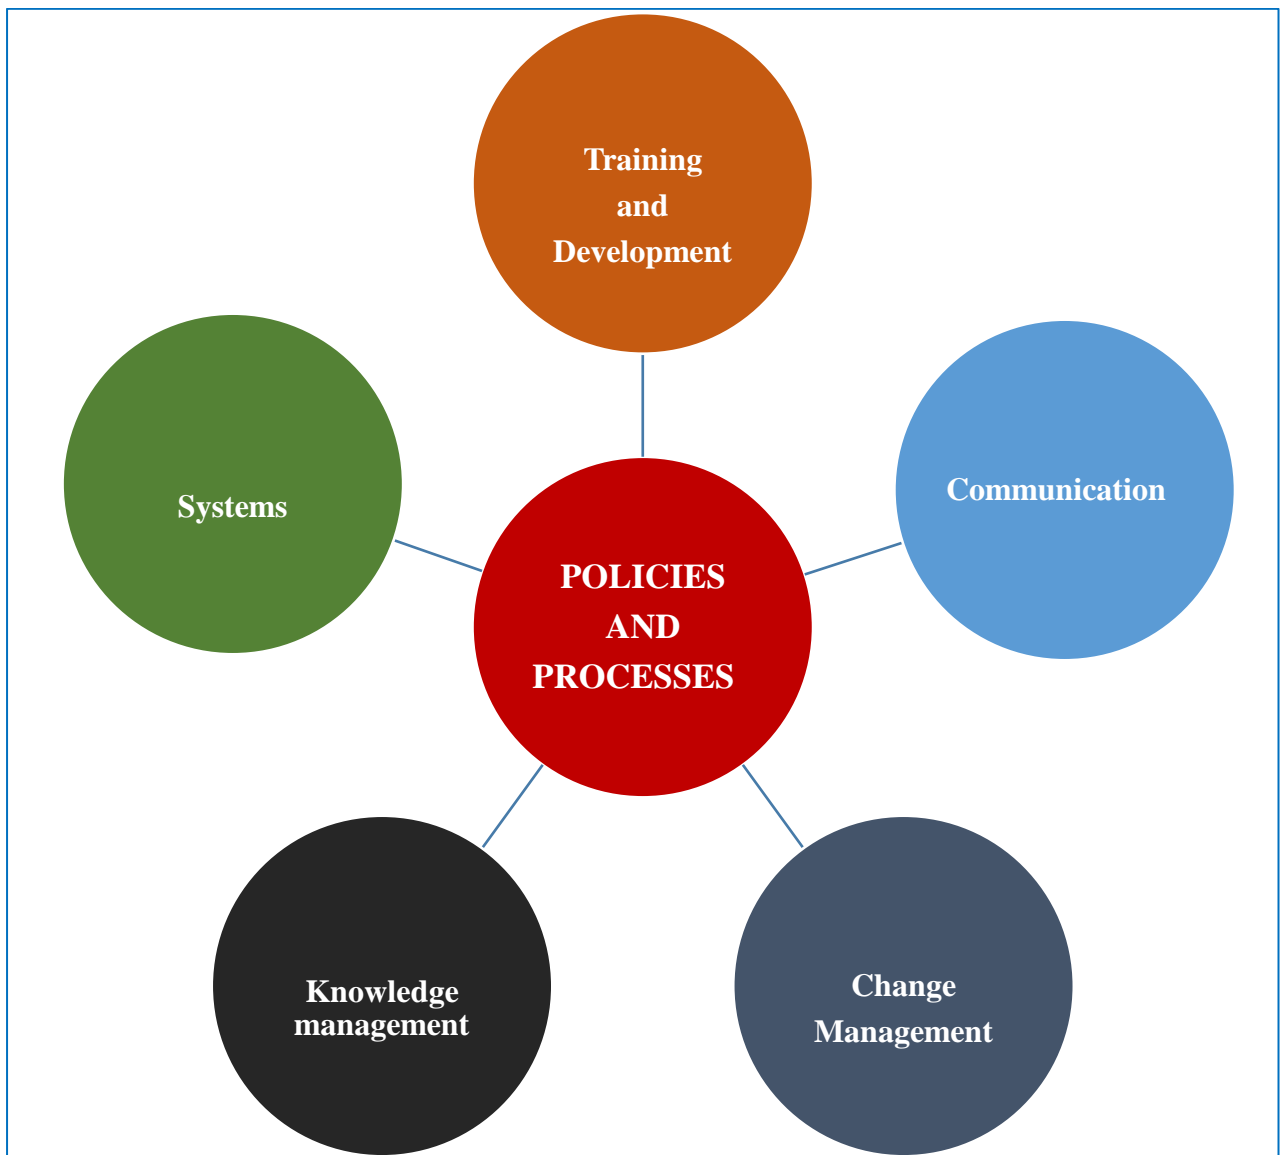 Training
and
Development
Communication
Systems
POLICIES
AND
PROCESSES
Knowledge
management
Change
Management